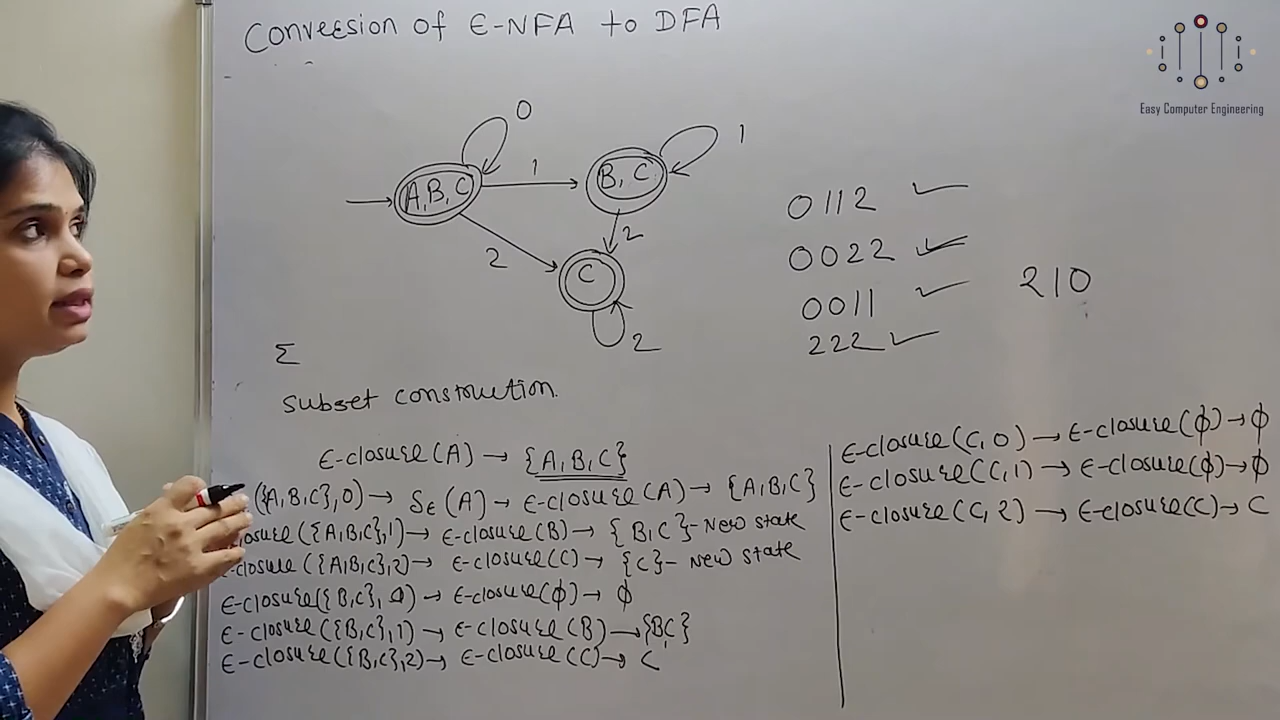 Conversion of ϵ-NFA to DFA
Easy Computer Engineering
0
1
A,B,C
1
B,C
2
2
C
2
0112 ✓
0022 ✓
0011 ✓
222 ✓
210
Σ
subset construction
ϵ-closure(A) → {A,B,C}
({A,B,C},0) → δϵ(A) → ϵ-closure(A) → {A,B,C}
closure({A,B,C},1) → ϵ-closure(B) → {B,C} - New state
ϵ-closure({A,B,C},2) → ϵ-closure(C) → {C} - New state
ϵ-closure({B,C},0) → ϵ-closure(ϕ) → ϕ
ϵ-closure({B,C},1) → ϵ-closure(B) → {B,C}
ϵ-closure({B,C},2) → ϵ-closure(C) → C
ϵ-closure(C,0) → ϵ-closure(ϕ) → ϕ
ϵ-closure(C,1) → ϵ-closure(ϕ) → ϕ
ϵ-closure(C,2) → ϵ-closure(C) → C